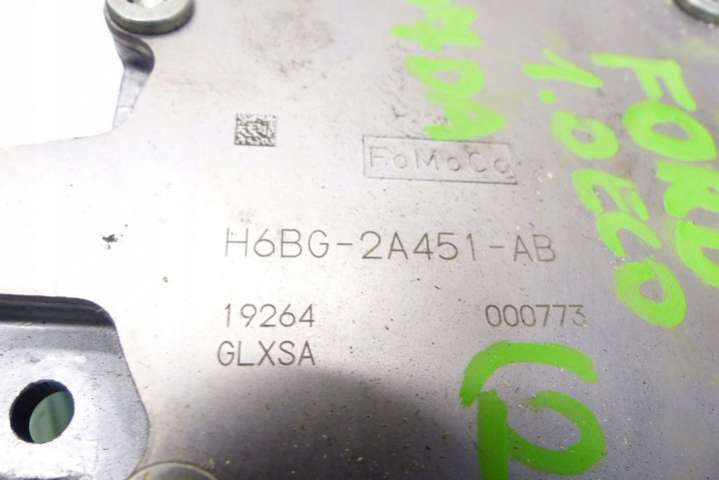 FoMoCo
H6BG-2A451-AB
19264 000773
GLXSA
FORD
1.0 ECO